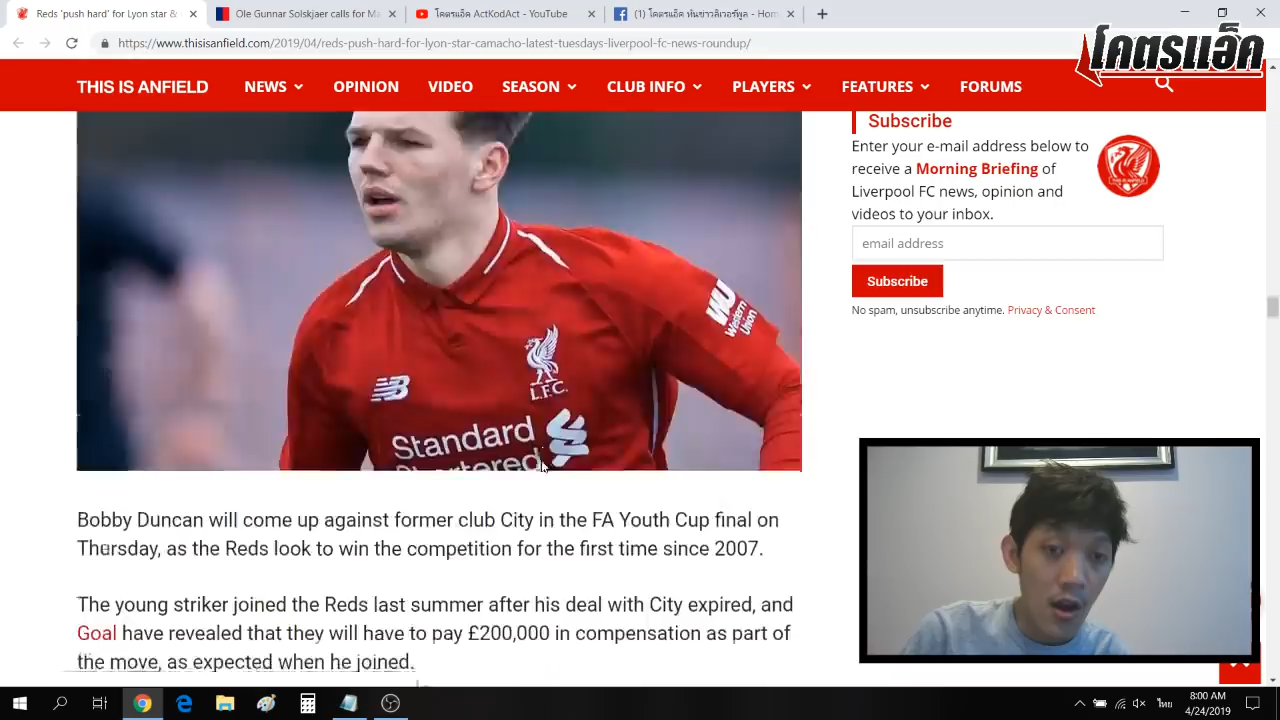 Reds' push hard for Lyon star &
Ole Gunnar Solskjaer calls for Ma
โคตรแอ็ค ActKodAct - YouTube
(1) โคตรแอ็ค ทันข่าวลิเวอร์พูล - Hom
https://www.thisisanfield.com/2019/04/reds-push-hard-for-lyon-star-camacho-latest-tuesdays-liverpool-fc-news-roundup/
โคตรแอ็ค
THIS IS ANFIELD
NEWS
OPINION
VIDEO
SEASON
CLUB INFO
PLAYERS
FEATURES
FORUMS
Subscribe
Enter your e-mail address below to
receive a Morning Briefing of
Liverpool FC news, opinion and
videos to your inbox.
email address
Subscribe
No spam, unsubscribe anytime. Privacy & Consent
WU
Western
Union
L.F.C.
Standard
Chartered
Bobby Duncan will come up against former club City in the FA Youth Cup final on
Thursday, as the Reds look to win the competition for the first time since 2007.
The young striker joined the Reds last summer after his deal with City expired, and
Goal have revealed that they will have to pay £200,000 in compensation as part of
the move, as expected when he joined.
ไทย
8:00 AM
4/24/2019